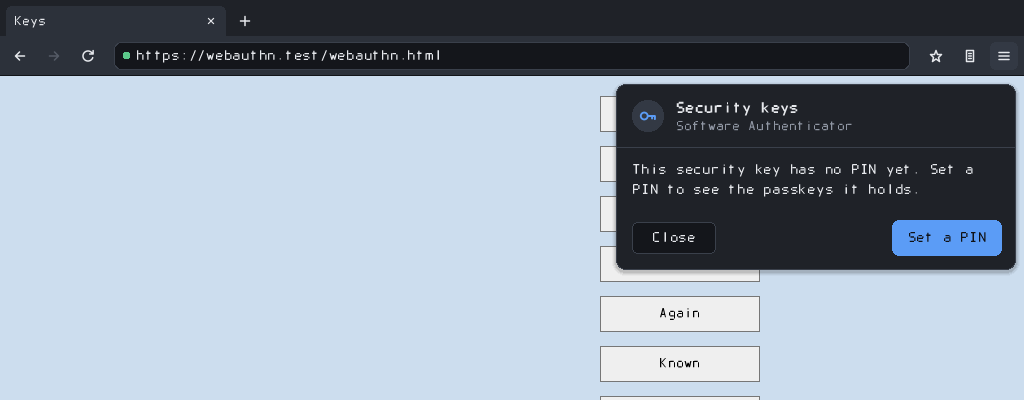 Keys
https://webauthn.test/webauthn.html
Security keys
Software Authenticator
This security key has no PIN yet. Set a
PIN to see the passkeys it holds.
Close
Set a PIN
Again
Known